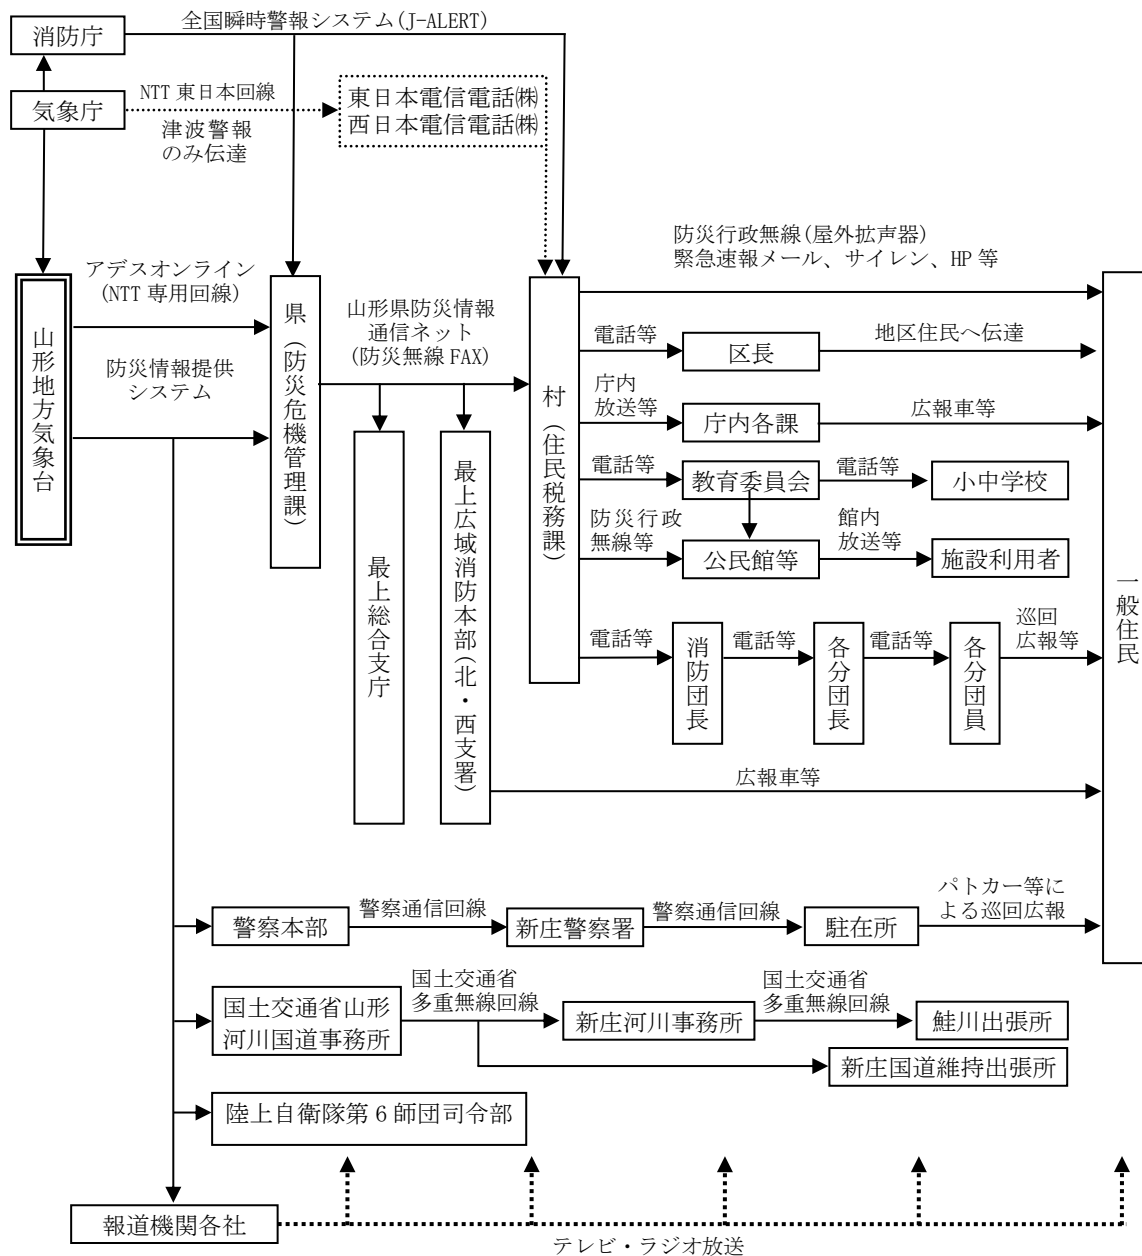 全国瞬時警報システム(J-ALERT)
消防庁
気象庁
NTT 東日本回線
津波警報
のみ伝達
東日本電信電話㈱
西日本電信電話㈱
防災行政無線(屋外拡声器)
緊急速報メール、サイレン、HP 等
アデスオンライン
(NTT 専用回線)
防災情報提供
システム
山形地方気象台
県(防災危機管理課)
山形県防災情報
通信ネット
(防災無線 FAX)
村(住民税務課)
電話等
区長
地区住民へ伝達
庁内
放送等
庁内各課
広報車等
電話等
教育委員会
電話等
小中学校
防災行政
無線等
公民館等
館内
放送等
施設利用者
電話等
消防団長
電話等
各分団長
電話等
各分団員
巡回
広報等
一般住民
最上総合支庁
最上広域消防本部(北・西支署)
広報車等
警察本部
警察通信回線
新庄警察署
警察通信回線
駐在所
パトカー等に
よる巡回広報
国土交通省山形
河川国道事務所
国土交通省
多重無線回線
新庄河川事務所
国土交通省
多重無線回線
鮭川出張所
新庄国道維持出張所
陸上自衛隊第 6 師団司令部
報道機関各社
テレビ・ラジオ放送